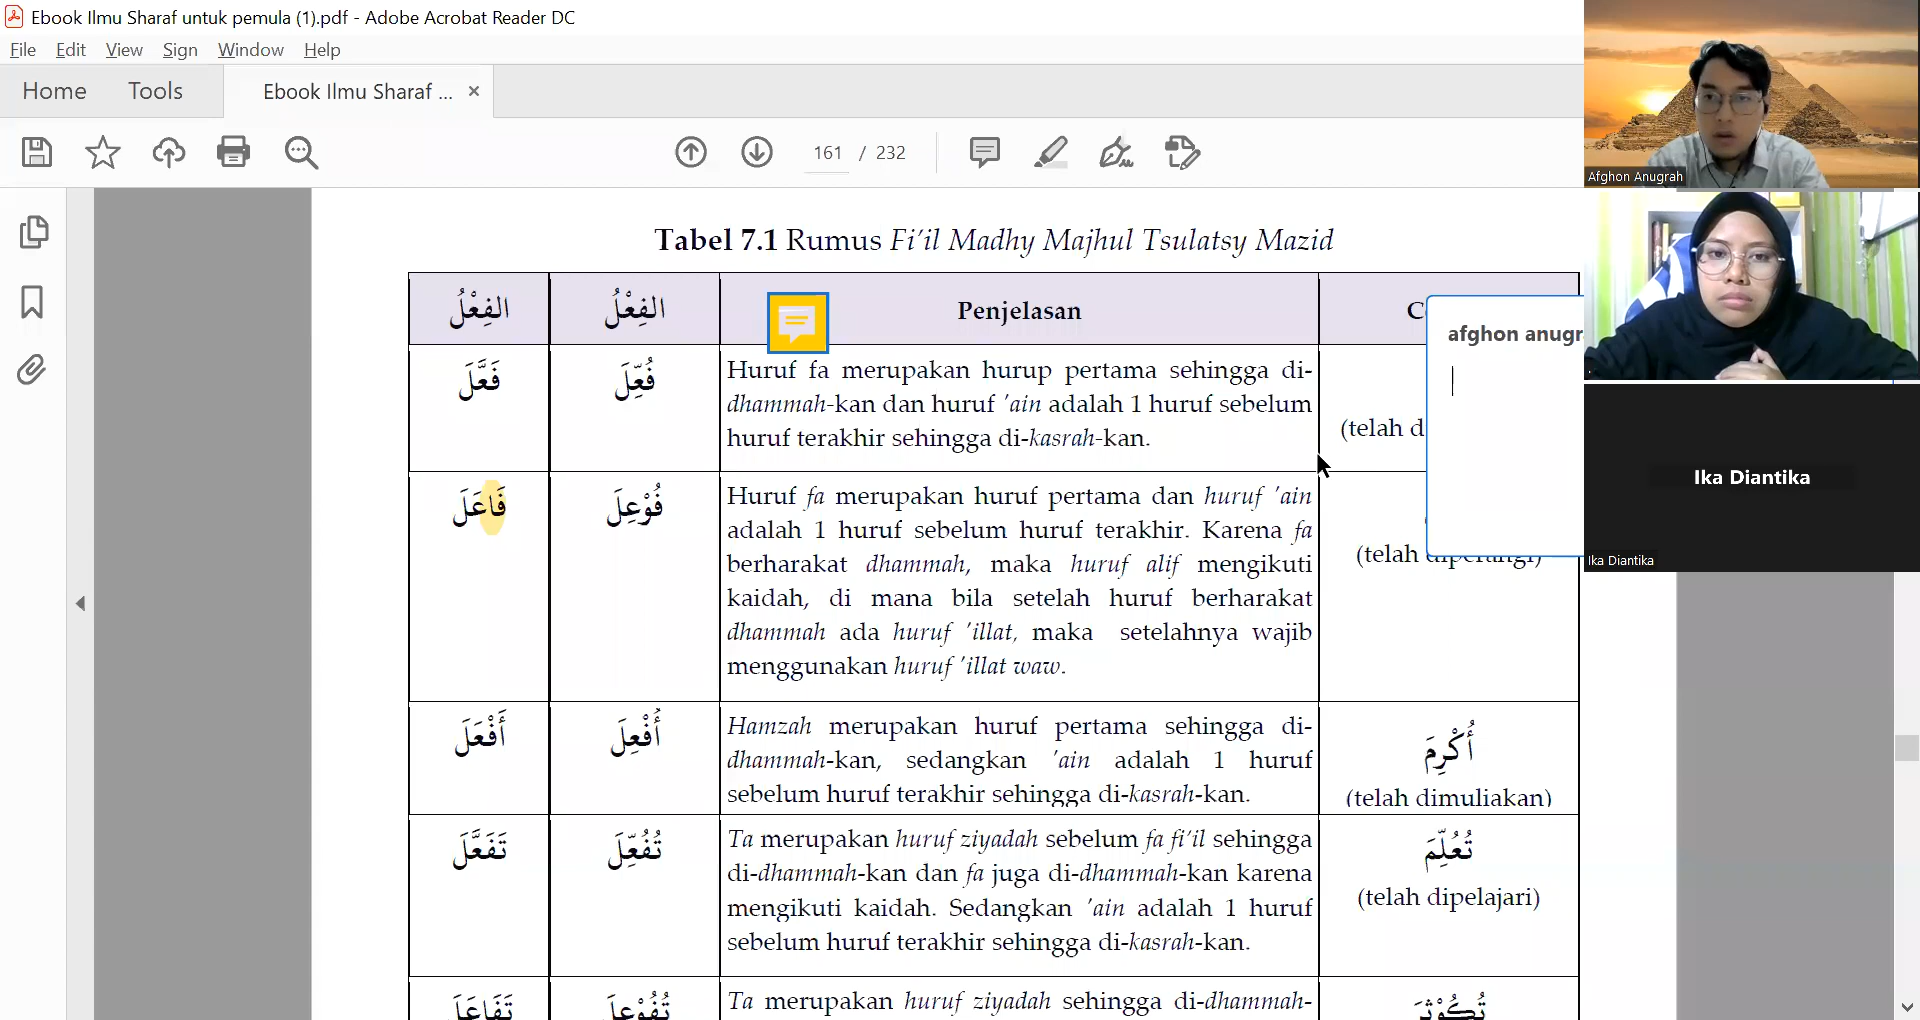 Ebook Ilmu Sharaf untuk pemula (1).pdf - Adobe Acrobat Reader DC
File Edit View Sign Window Help
Home Tools Ebook Ilmu Sharaf ... ×
161 / 232
Afghon Anugrah
Tabel 7.1 Rumus Fi'il Madhy Majhul Tsulatsy Mazid
الفِعْلُ الفِعْلُ Penjelasan
afghon anugr
فَعَّلَ
فُعِّلَ
Huruf fa merupakan hurup pertama sehingga di-
dhammah-kan dan huruf 'ain adalah 1 huruf sebelum
huruf terakhir sehingga di-kasrah-kan.
(telah d
فَاعَلَ
فُوْعِلَ
Huruf fa merupakan huruf pertama dan huruf 'ain
adalah 1 huruf sebelum huruf terakhir. Karena fa
berharakat dhammah, maka huruf alif mengikuti
kaidah, di mana bila setelah huruf berharakat
dhammah ada huruf 'illat, maka setelahnya wajib
menggunakan huruf 'illat waw.
(telah diperangi)
Ika Diantika
Ika Diantika
أَفْعَلَ
أُفْعِلَ
Hamzah merupakan huruf pertama sehingga di-
dhammah-kan, sedangkan 'ain adalah 1 huruf
sebelum huruf terakhir sehingga di-kasrah-kan.
أُكْرِمَ
(telah dimuliakan)
تَفَعَّلَ
تُفُعِّلَ
Ta merupakan huruf ziyadah sebelum fa fi'il sehingga
di-dhammah-kan dan fa juga di-dhammah-kan karena
mengikuti kaidah. Sedangkan 'ain adalah 1 huruf
sebelum huruf terakhir sehingga di-kasrah-kan.
تُعُلِّمَ
(telah dipelajari)
تَفَاعَلَ
تُفُوْعِلَ
Ta merupakan huruf ziyadah sehingga di-dhammah-